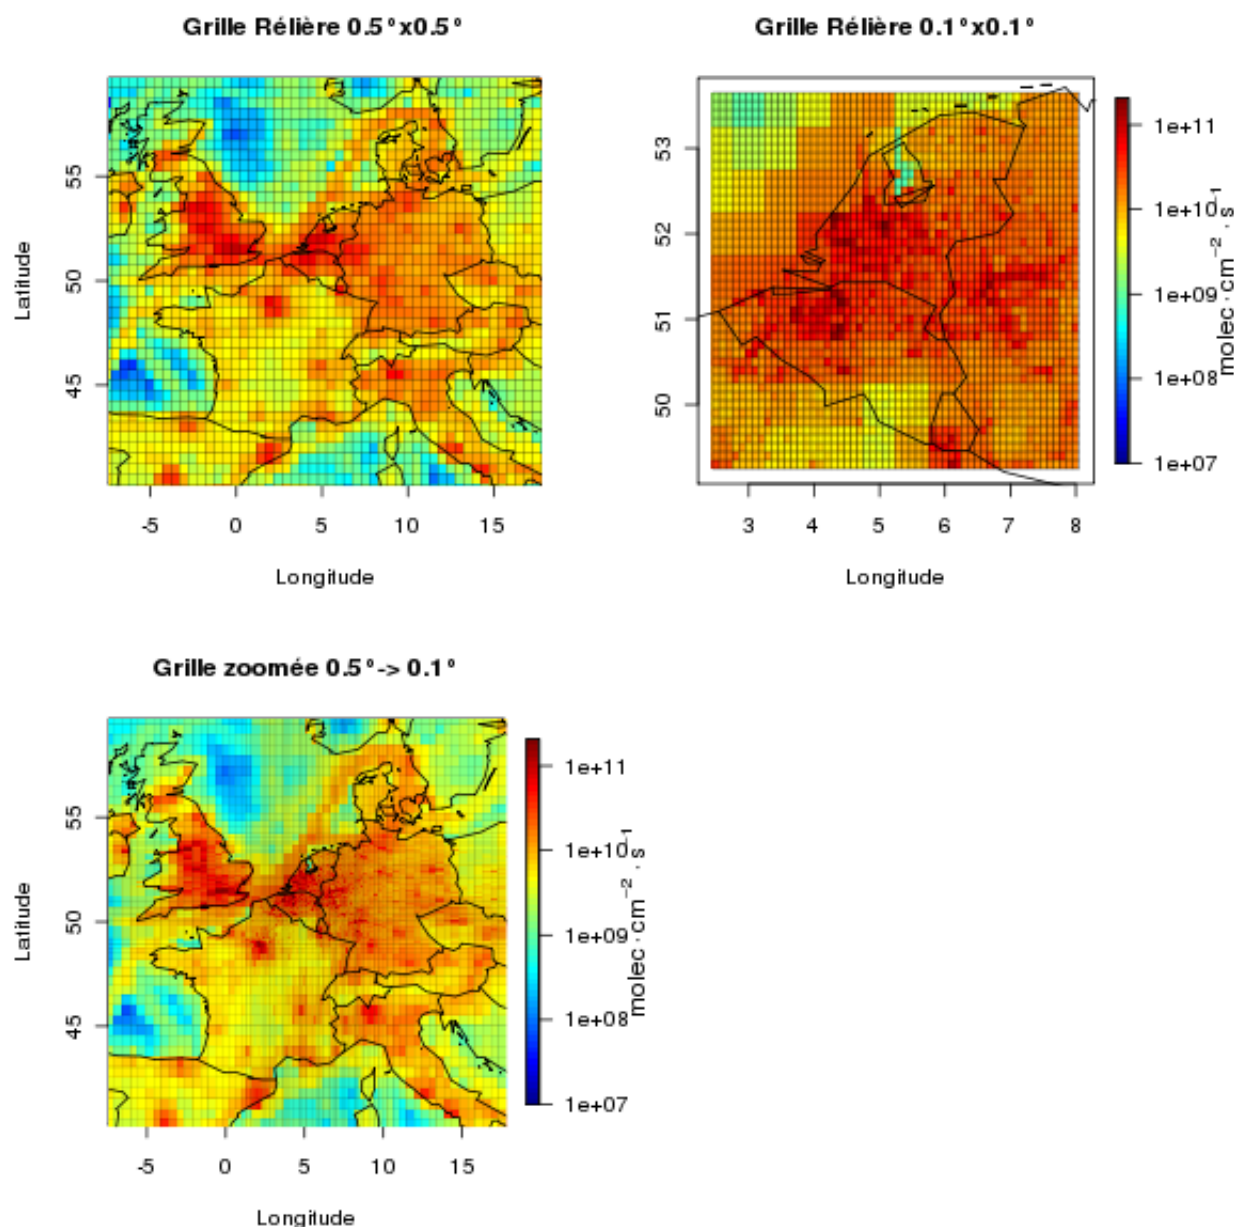 Grille Rélière 0.5°x0.5°
Grille Rélière 0.1°x0.1°
Latitude
55
50
45
-5 0 5 10 15
Longitude
53
52
51
50
3 4 5 6 7 8
Longitude
1e+11
1e+10
1e+09
1e+08
1e+07
molec·cm⁻²·s⁻¹
Grille zoomée 0.5°-> 0.1°
Latitude
55
50
45
-5 0 5 10 15
Longitude
1e+11
1e+10
1e+09
1e+08
1e+07
molec·cm⁻²·s⁻¹